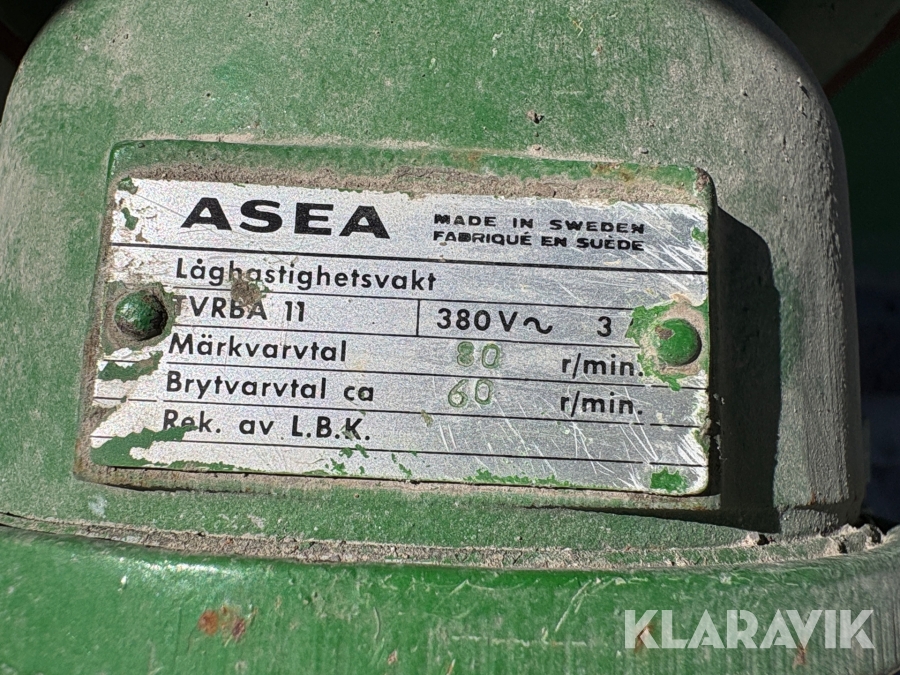 ASEA
MADE IN SWEDEN
FABRIQUÉ EN SUÈDE
Låghastighetsvakt
TVRBA 11 380 V~ 3
Märkvarvtal 80 r/min.
Brytvarvtal ca 60 r/min.
Rek. av L.B.K.
KLARAVIK